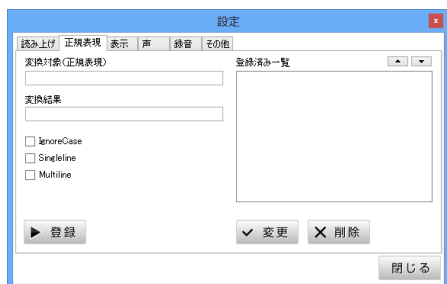 設定
x
読み上げ 正規表現 表示 声 録音 その他
変換対象(正規表現)
登録済み一覧
変換結果
IgnoreCase
Singleline
Multiline
登録
変更
削除
閉じる